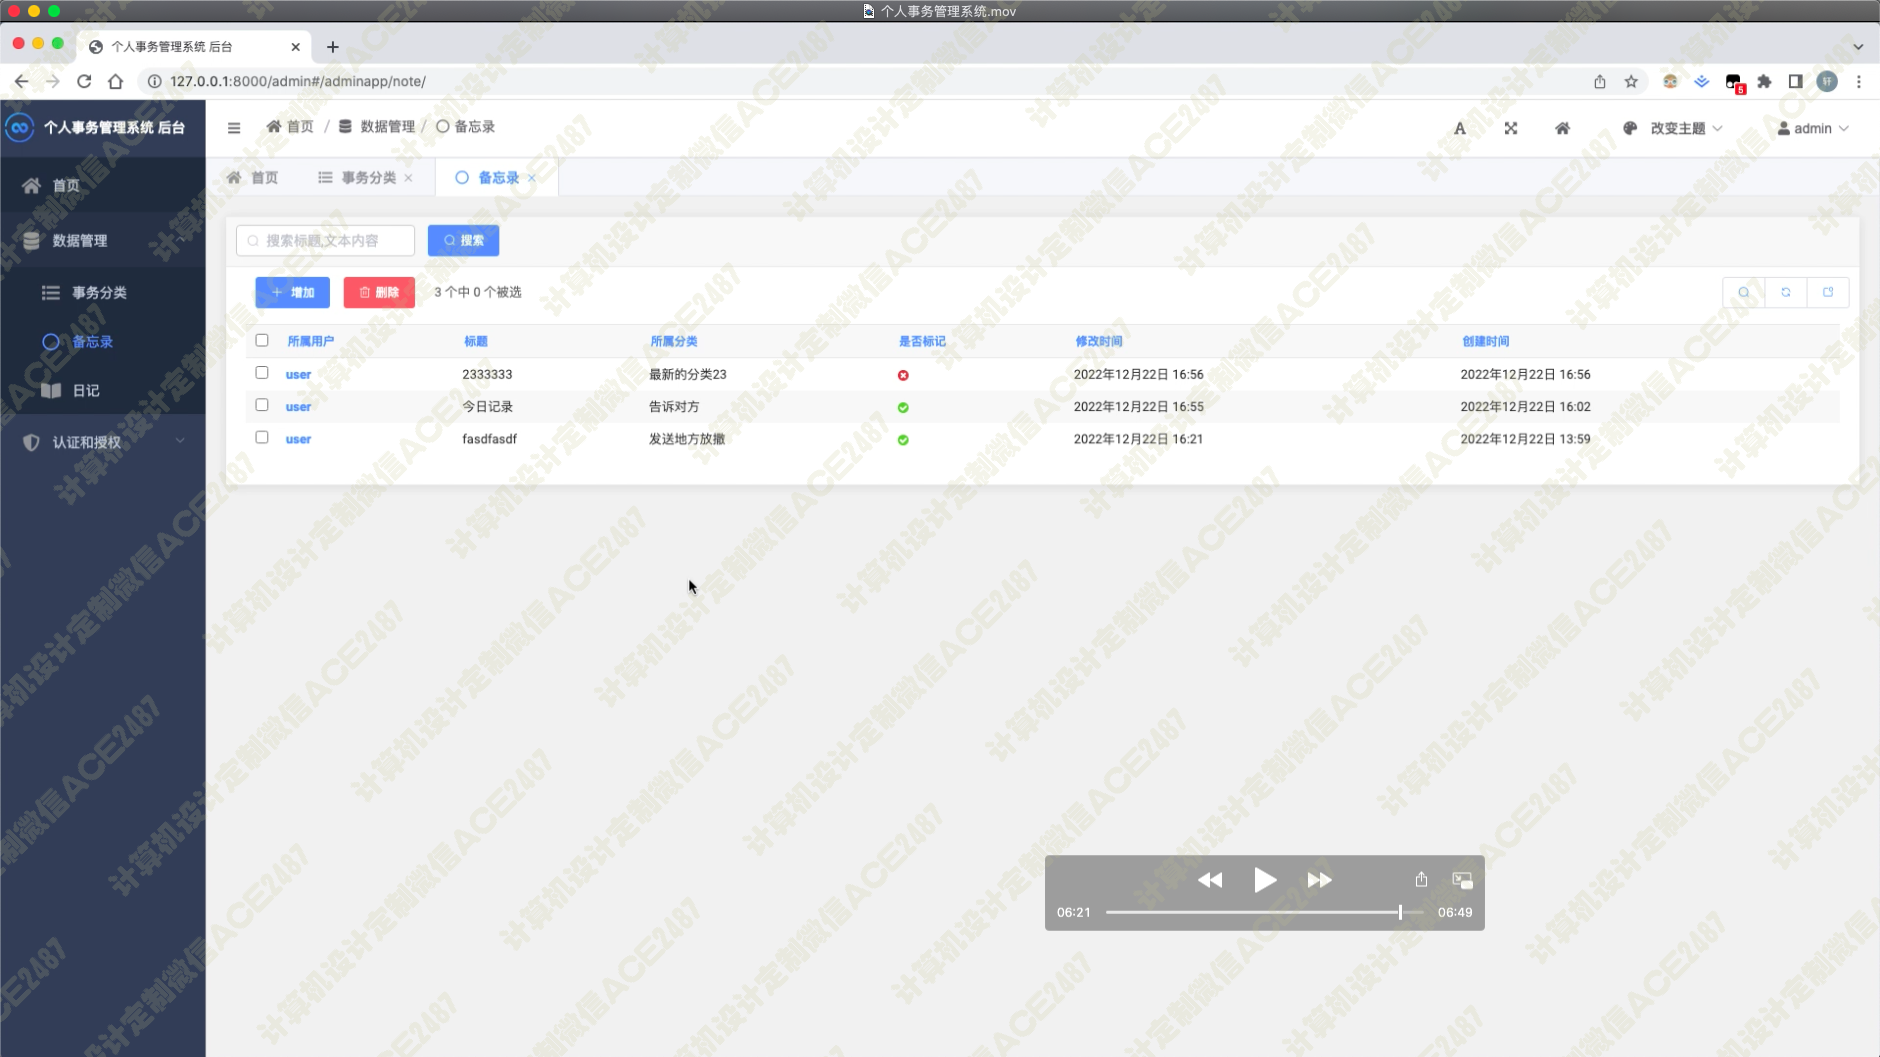 个人事务管理系统.mov
个人事务管理系统 后台
127.0.0.1:8000/admin#/adminapp/note/
5
轩
个人事务管理系统 后台
首页 / 数据管理 / 备忘录
A
改变主题
admin
首页
事务分类
备忘录
首页
数据管理
事务分类
备忘录
日记
认证和授权
搜索标题,文本内容
搜索
增加
删除
3 个中 0 个被选
所属用户 标题 所属分类 是否标记 修改时间 创建时间
user 2333333 最新的分类23 2022年12月22日 16:56 2022年12月22日 16:56
user 今日记录 告诉对方 2022年12月22日 16:55 2022年12月22日 16:02
user fasdfasdf 发送地方放撒 2022年12月22日 16:21 2022年12月22日 13:59
06:21
06:49
计算机设计定制微信ACE2487